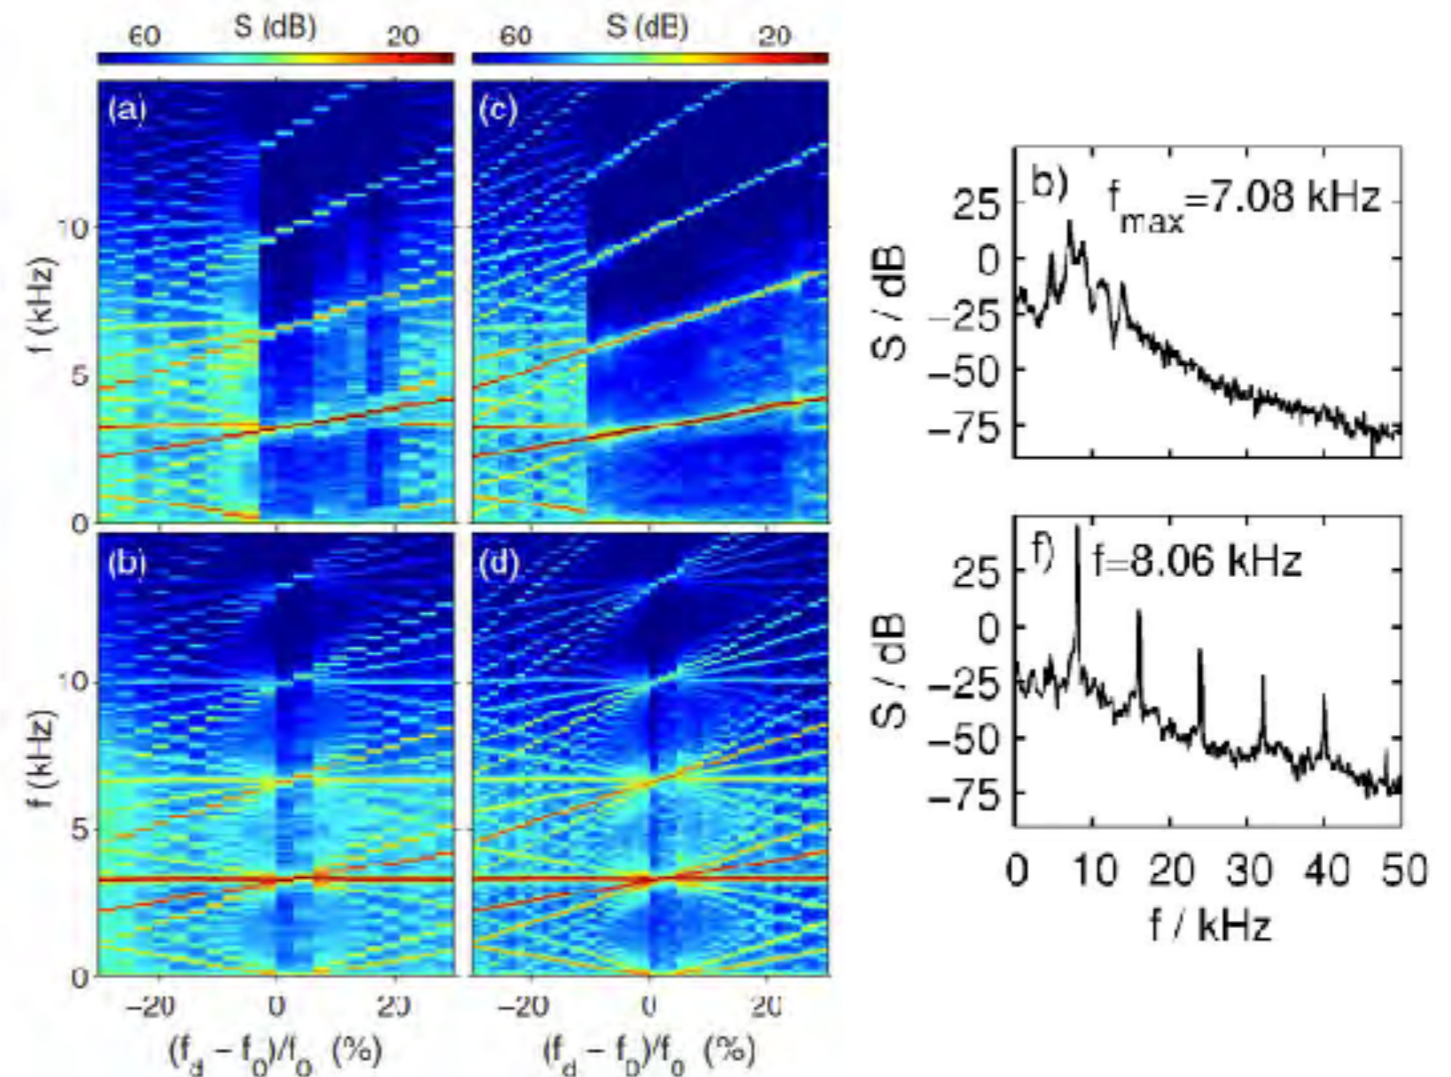 S (dB)
60 20
S (dB)
60 20
(a)
10
5
0
f (kHz)
(c)
(b)
10
5
0
f (kHz)
−20 0 20
(f_d − f_0)/f_0 (%)
(d)
−20 0 20
(f_d − f_0)/f_0 (%)
b) f_max=7.08 kHz
25
0
−25
−50
−75
S / dB
f) f=8.06 kHz
25
0
−25
−50
−75
S / dB
0 10 20 30 40 50
f / kHz